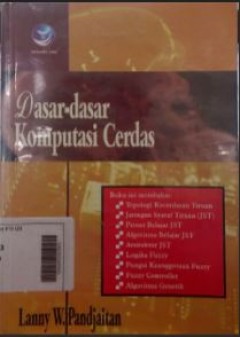 Dasar-dasar
Komputasi Cerdas
Buku ini membahas:
Topologi Kecerdasan Tiruan
Jaringan Syaraf Tiruan (JST)
Proses Belajar JST
Algoritma Belajar JST
Arsitektur JST
Logika Fuzzy
Fungsi Keanggotaan Fuzzy
Fuzzy Controller
Algoritma Genetik
Lanny W. Pandjaitan